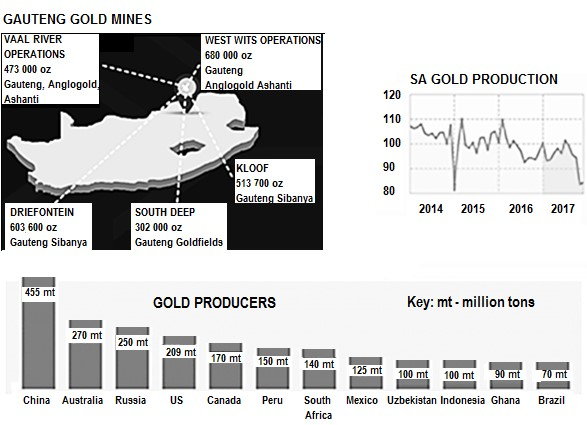 GAUTENG GOLD MINES
VAAL RIVER
OPERATIONS
473 000 oz
Gauteng, Anglogold,
Ashanti
WEST WITS OPERATIONS
680 000 oz
Gauteng
Anglogold Ashanti
KLOOF
513 700 oz
Gauteng Sibanya
DRIEFONTEIN
603 600 oz
Gauteng Sibanya
SOUTH DEEP
302 000 oz
Gauteng Goldfields
SA GOLD PRODUCTION
120
110
100
90
80
2014 2015 2016 2017
GOLD PRODUCERS
Key: mt - million tons
455 mt
270 mt
250 mt
209 mt
170 mt
150 mt
140 mt
125 mt
100 mt
100 mt
90 mt
70 mt
China Australia Russia US Canada Peru South Mexico Uzbekistan Indonesia Ghana Brazil
Africa